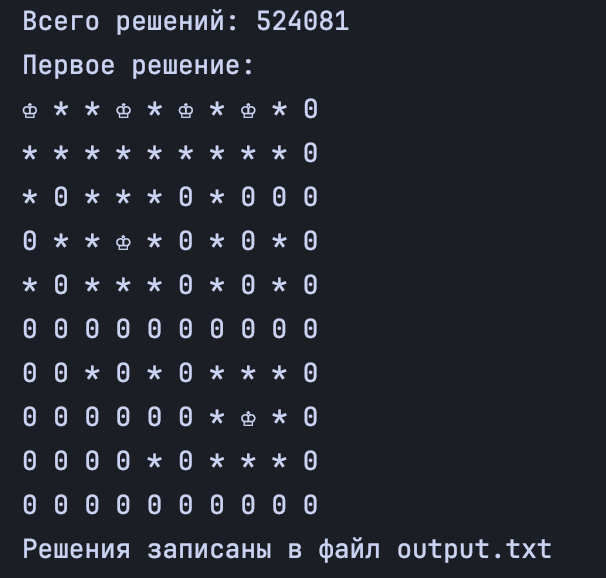 Всего решений: 524081
Первое решение:
♔ * * ♔ * ♔ * ♔ * 0
* * * * * * * * * 0
* 0 * * * 0 * 0 0 0
0 * * ♔ * 0 * 0 * 0
* 0 * * * 0 * 0 * 0
0 0 0 0 0 0 0 0 0 0
0 0 * 0 * 0 * * * 0
0 0 0 0 0 0 * ♔ * 0
0 0 0 0 * 0 * * * 0
0 0 0 0 0 0 0 0 0 0
Решения записаны в файл output.txt